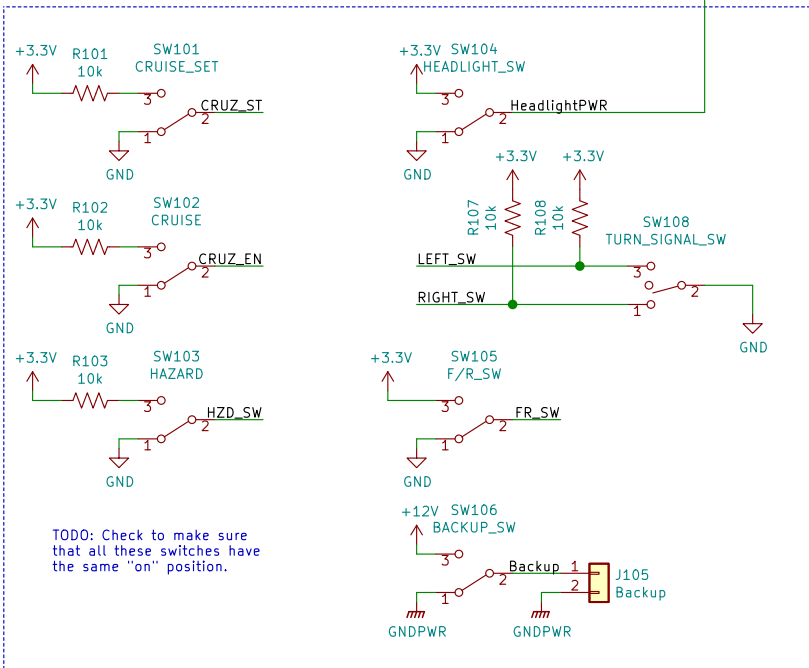 +3.3V
R101
10k
SW101
CRUISE_SET
3
CRUZ_ST
2
1
GND
+3.3V
SW104
HEADLIGHT_SW
3
HeadlightPWR
2
1
GND
+3.3V
R102
10k
SW102
CRUISE
3
CRUZ_EN
2
1
GND
+3.3V
+3.3V
R107
10k
R108
10k
SW108
TURN_SIGNAL_SW
LEFT_SW
3
2
RIGHT_SW
1
GND
+3.3V
R103
10k
SW103
HAZARD
3
HZD_SW
2
1
GND
+3.3V
SW105
F/R_SW
3
FR_SW
2
1
GND
TODO: Check to make sure
that all these switches have
the same "on" position.
+12V
SW106
BACKUP_SW
3
Backup
2
1
GNDPWR
1
2
J105
Backup
GNDPWR